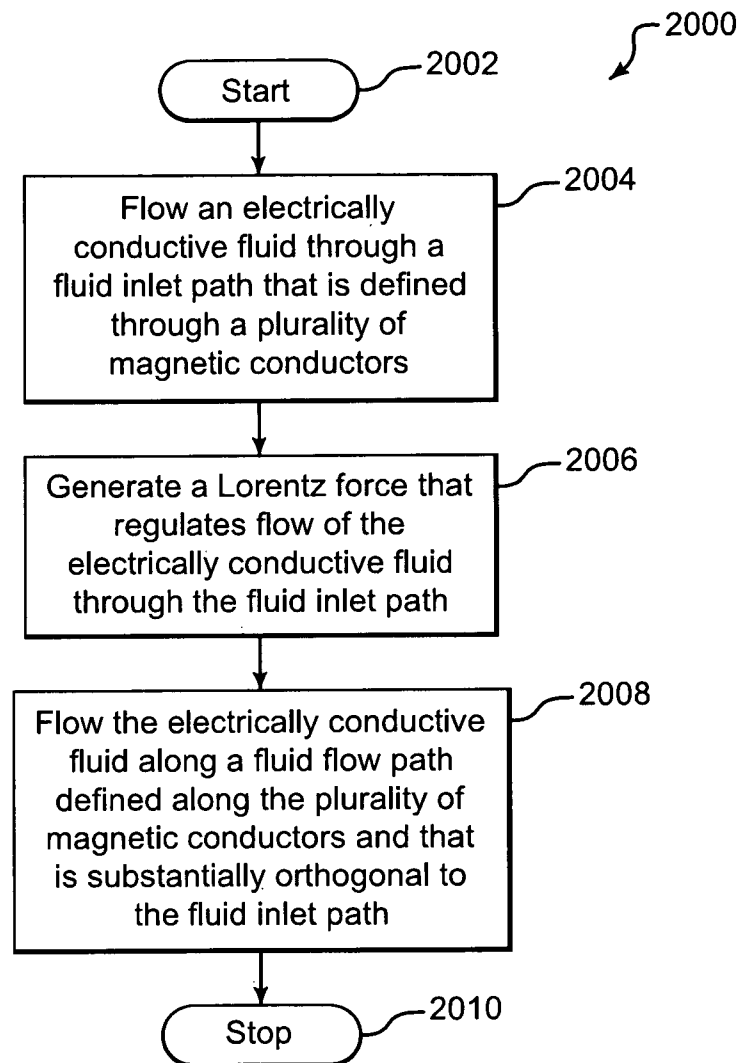 2000
2002
Start
2004
Flow an electrically
conductive fluid through a
fluid inlet path that is defined
through a plurality of
magnetic conductors
2006
Generate a Lorentz force that
regulates flow of the
electrically conductive fluid
through the fluid inlet path
2008
Flow the electrically conductive
fluid along a fluid flow path
defined along the plurality of
magnetic conductors and that
is substantially orthogonal to
the fluid inlet path
2010
Stop